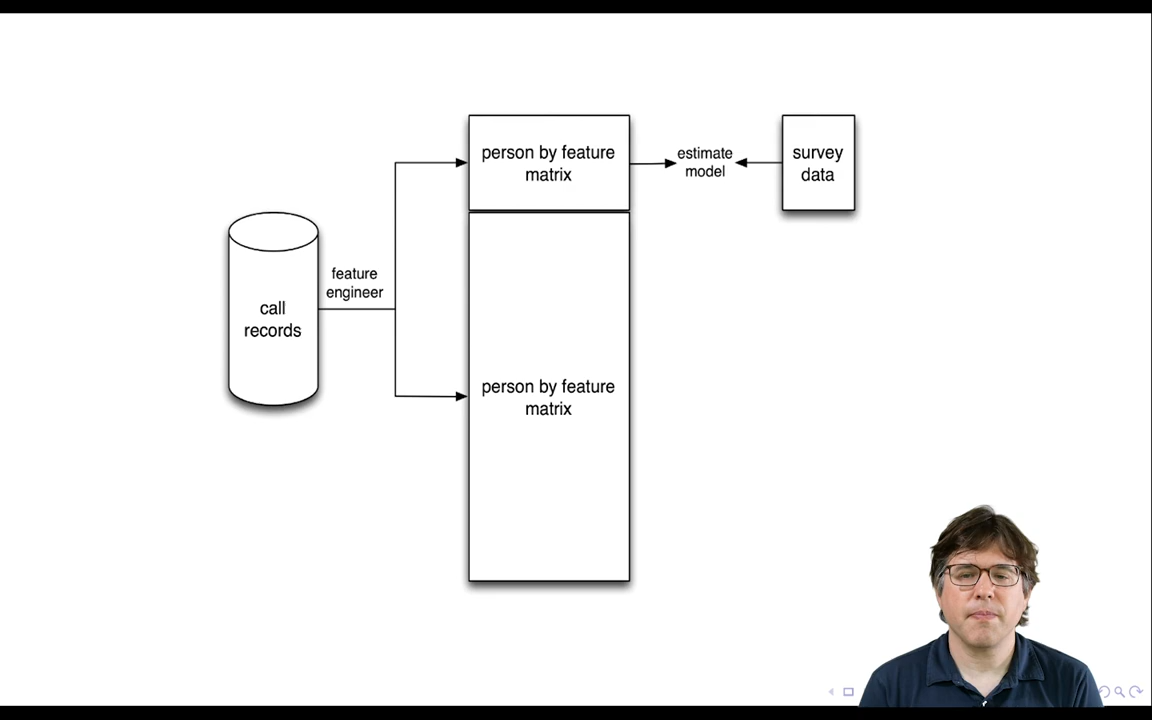 person by feature
matrix
estimate
model
survey
data
feature
engineer
call
records
person by feature
matrix